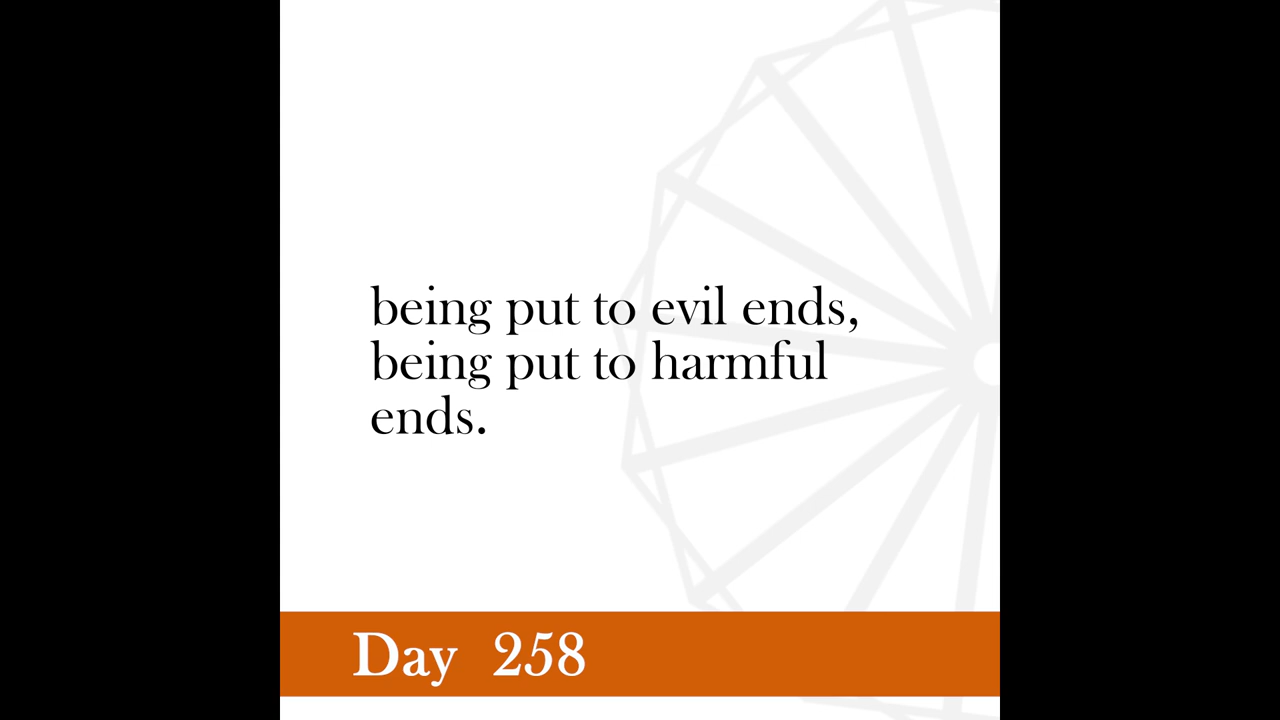 being put to evil ends,
being put to harmful
ends.
Day 258